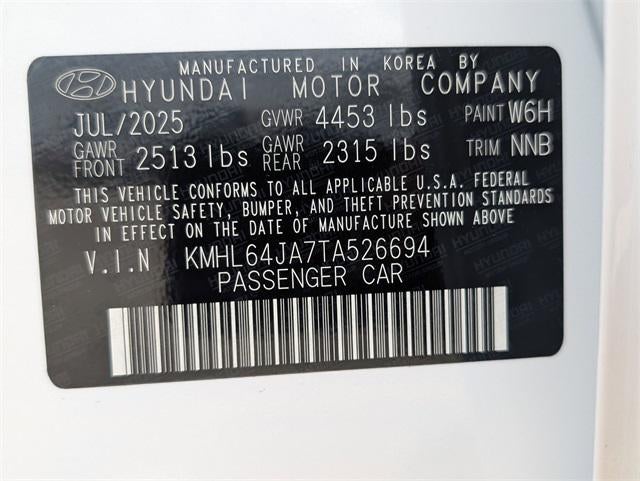 MANUFACTURED IN KOREA BY
HYUNDAI MOTOR COMPANY
JUL/2025 GVWR 4453 lbs PAINT W6H
GAWR FRONT 2513 lbs GAWR REAR 2315 lbs TRIM NNB
THIS VEHICLE CONFORMS TO ALL APPLICABLE U.S.A. FEDERAL
MOTOR VEHICLE SAFETY, BUMPER, AND THEFT PREVENTION STANDARDS
IN EFFECT ON THE DATE OF MANUFACTURE SHOWN ABOVE
V.I.N KMHL64JA7TA526694
PASSENGER CAR